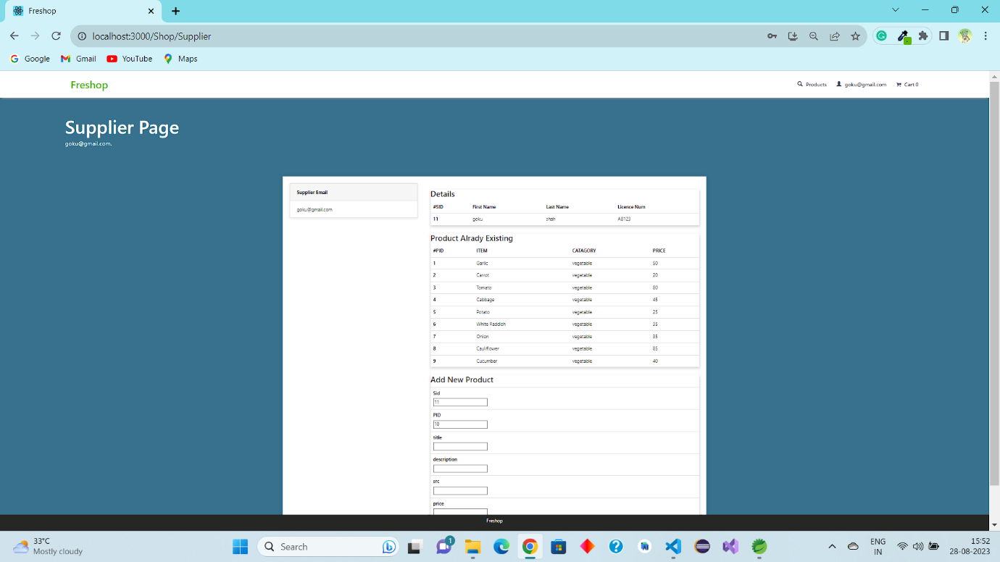 Freshop
localhost:3000/Shop/Supplier
Google Gmail YouTube Maps
Freshop
Products goku@gmail.com Cart 0
Supplier Page
goku@gmail.com.
Supplier Email
goku@gmail.com
Details
#SID First Name Last Name Licence Num
11 goku shah AB123
Product Alrady Existing
#PID ITEM CATAGORY PRICE
1 Garlic vegetable 50
2 Carrot vegetable 20
3 Tomato vegetable 80
4 Cabbage vegetable 45
5 Potato vegetable 25
6 White Raddish vegetable 35
7 Onion vegetable 35
8 Cauliflower vegetable 85
9 Cucumber vegetable 40
Add New Product
Sid
11
PID
10
title
description
src
price
Freshop
33°C
Mostly cloudy
Search
1
ENG
IN
15:52
28-08-2023